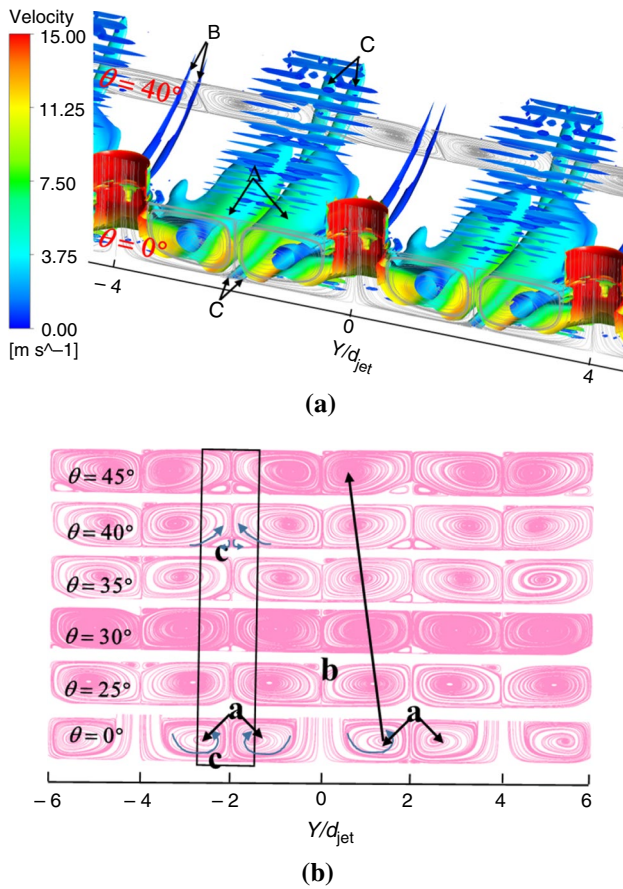 Velocity
15.00
11.25
7.50
3.75
0.00
[m s^−1]
B
C
θ = 40°
A
θ = 0°
C
− 4
0
4
Y/d_jet
(a)
θ = 45°
θ = 40°
c
θ = 35°
θ = 30°
b
θ = 25°
a
a
θ = 0°
c
− 6
− 4
− 2
0
2
4
6
Y/d_jet
(b)